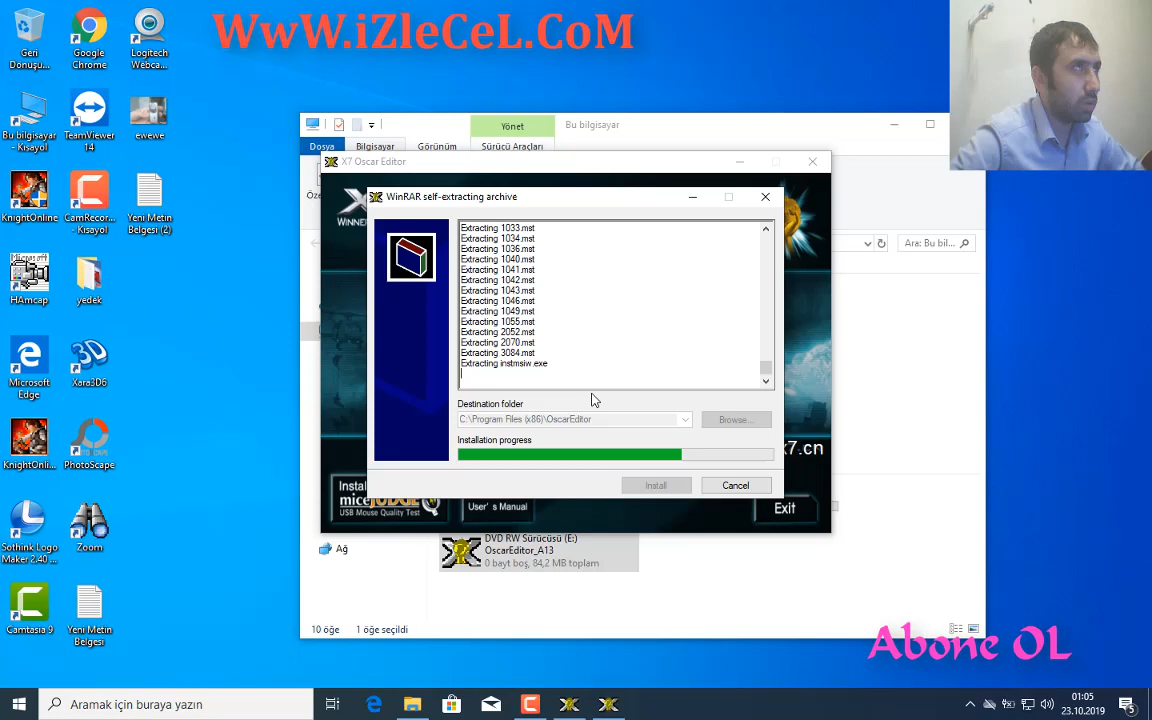 WwW.iZleCeL.CoM
Geri
Donuşu...
Google
Chrome
Logitech
Webca...
Bu bilgisayar
- Kısayol
TeamViewer
14
ewewe
KnightOnline
CamRecor...
- Kısayol
Yeni Metin
Belgesi (2)
HAmcap
yedek
Microsoft
Edge
Xara3D6
KnightOnli...
PhotoScape
Sothink Logo
Maker 2.40 ...
Zoom
Camtasia 9
Yeni Metin
Belgesi
Yönet
Bu bilgisayar
Dosya
Bilgisayar
Görünüm
Sürücü Araçları
X7 Oscar Editor
WinRAR self-extracting archive
Extracting 1033.mst
Extracting 1034.mst
Extracting 1036.mst
Extracting 1040.mst
Extracting 1041.mst
Extracting 1042.mst
Extracting 1043.mst
Extracting 1046.mst
Extracting 1049.mst
Extracting 1055.mst
Extracting 2052.mst
Extracting 2070.mst
Extracting 3084.mst
Extracting instmsiw.exe
Destination folder
C:\Program Files (x86)\OscarEditor
Browse...
Installation progress
Install
Cancel
Ara: Bu bil...
x7.cn
Instal
miceJUDGE
USB Mouse Quality Test
User' s Manual
Exit
Ağ
DVD RW Sürücüsü (E:)
OscarEditor_A13
0 bayt boş, 84,2 MB toplam
10 öğe
1 öğe seçildi
Abone OL
Aramak için buraya yazın
01:05
23.10.2019
5